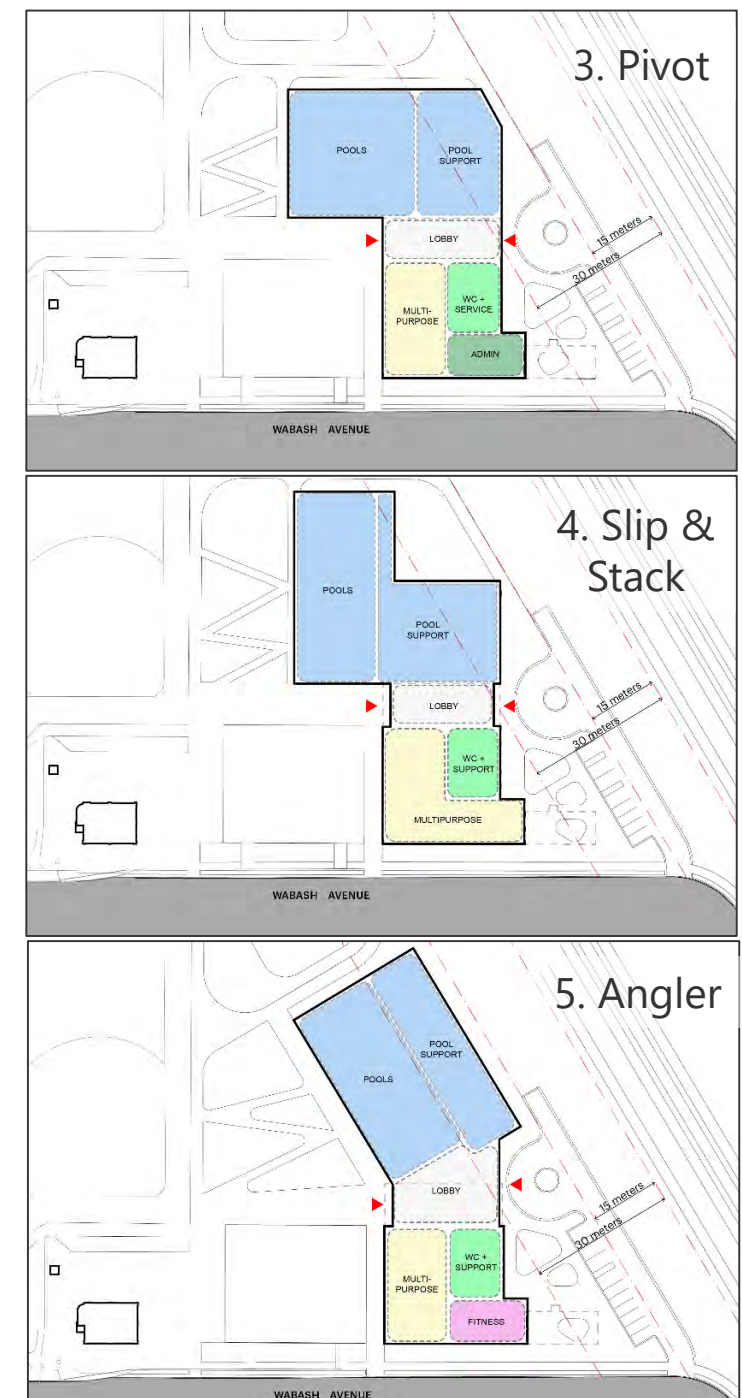 3. Pivot
POOLS
POOL
SUPPORT
LOBBY
15 meters
30 meters
MULTI-
PURPOSE
WC +
SERVICE
ADMIN
WABASH AVENUE
4. Slip &
Stack
POOLS
POOL
SUPPORT
LOBBY
15 meters
30 meters
WC +
SUPPORT
MULTIPURPOSE
WABASH AVENUE
5. Angler
POOL
SUPPORT
POOLS
LOBBY
15 meters
30 meters
MULTI-
PURPOSE
WC +
SUPPORT
FITNESS
WABASH AVENUE